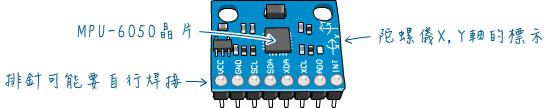 MPU-6050晶片
陀螺儀X,Y軸的標示
排針可能要自行焊接
VCC
GND
SCL
SDA
XDA
XCL
ADO
INT